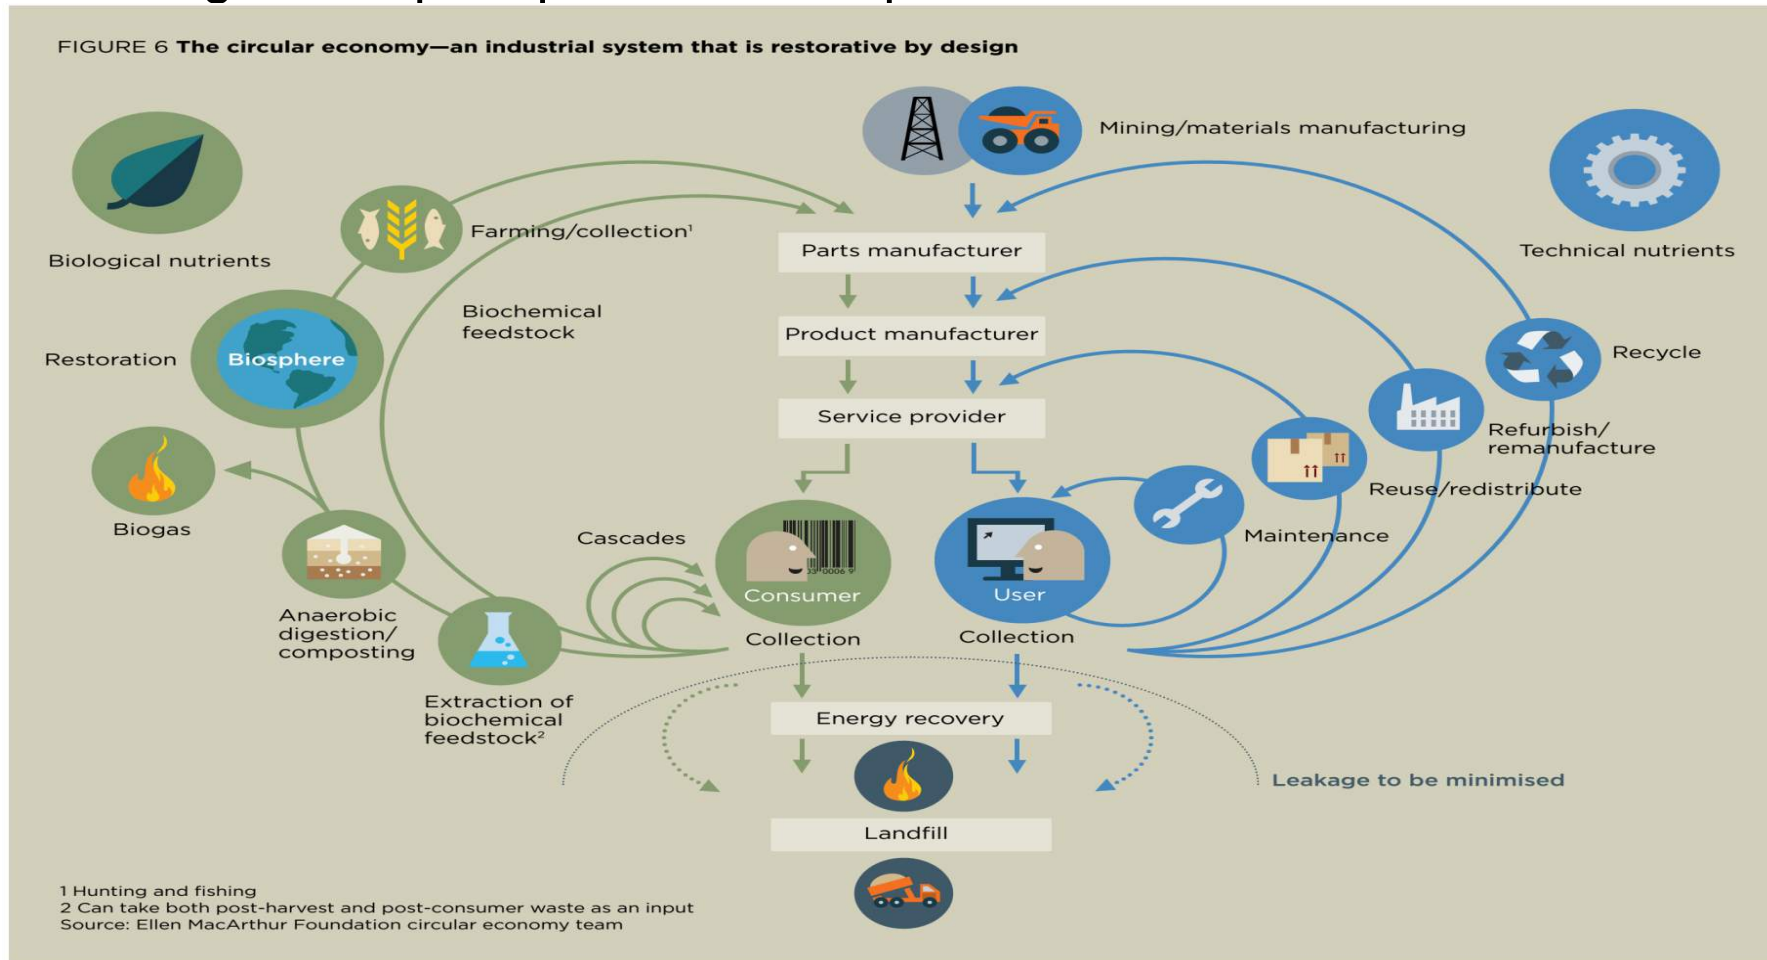 FIGURE 6 The circular economy—an industrial system that is restorative by design
Mining/materials manufacturing
Biological nutrients
Farming/collection¹
Technical nutrients
Parts manufacturer
Biochemical
feedstock
Product manufacturer
Restoration
Biosphere
Recycle
Service provider
Refurbish/
remanufacture
Reuse/redistribute
Biogas
Cascades
Maintenance
03 0006 9
Consumer
User
Anaerobic
digestion/
composting
Collection
Collection
Extraction of
biochemical
feedstock²
Energy recovery
Leakage to be minimised
Landfill
1 Hunting and fishing
2 Can take both post-harvest and post-consumer waste as an input
Source: Ellen MacArthur Foundation circular economy team